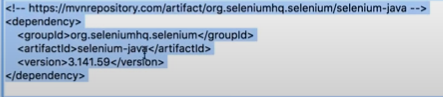 <!-- https://mvnrepository.com/artifact/org.seleniumhq.selenium/selenium-java -->
<dependency>
<groupId>org.seleniumhq.selenium</groupId>
<artifactId>selenium-java</artifactId>
<version>3.141.59</version>
</dependency>